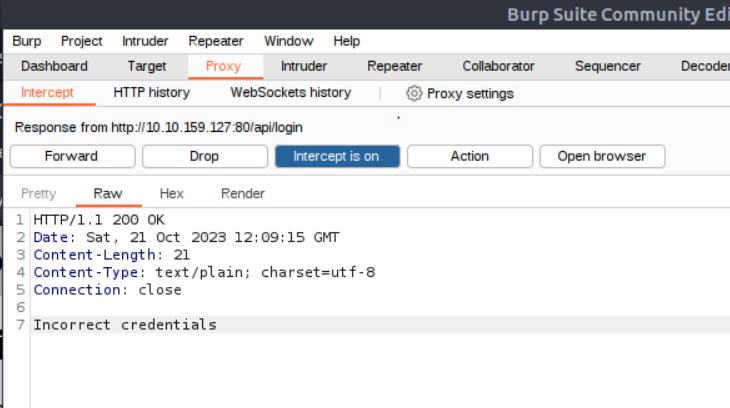 Burp Suite Community Edi
Burp Project Intruder Repeater Window Help
Dashboard Target Proxy Intruder Repeater Collaborator Sequencer Decoder
Intercept HTTP history WebSockets history Proxy settings
Response from http://10.10.159.127:80/api/login
Forward Drop Intercept is on Action Open browser
Pretty Raw Hex Render
1 HTTP/1.1 200 OK
2 Date: Sat, 21 Oct 2023 12:09:15 GMT
3 Content-Length: 21
4 Content-Type: text/plain; charset=utf-8
5 Connection: close
6
7 Incorrect credentials